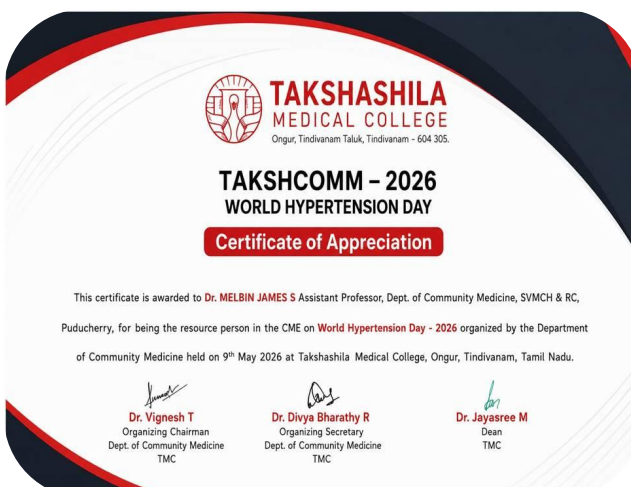 TAKSHASHILA
MEDICAL COLLEGE
Ongur, Tindivanam Taluk, Tindivanam - 604 305.
TAKSHCOMM – 2026
WORLD HYPERTENSION DAY
Certificate of Appreciation
This certificate is awarded to Dr. MELBIN JAMES S Assistant Professor, Dept. of Community Medicine, SVMCH & RC,
Puducherry, for being the resource person in the CME on World Hypertension Day - 2026 organized by the Department
of Community Medicine held on 9th May 2026 at Takshashila Medical College, Ongur, Tindivanam, Tamil Nadu.
Dr. Vignesh T
Organizing Chairman
Dept. of Community Medicine
TMC
Dr. Divya Bharathy R
Organizing Secretary
Dept. of Community Medicine
TMC
Dr. Jayasree M
Dean
TMC